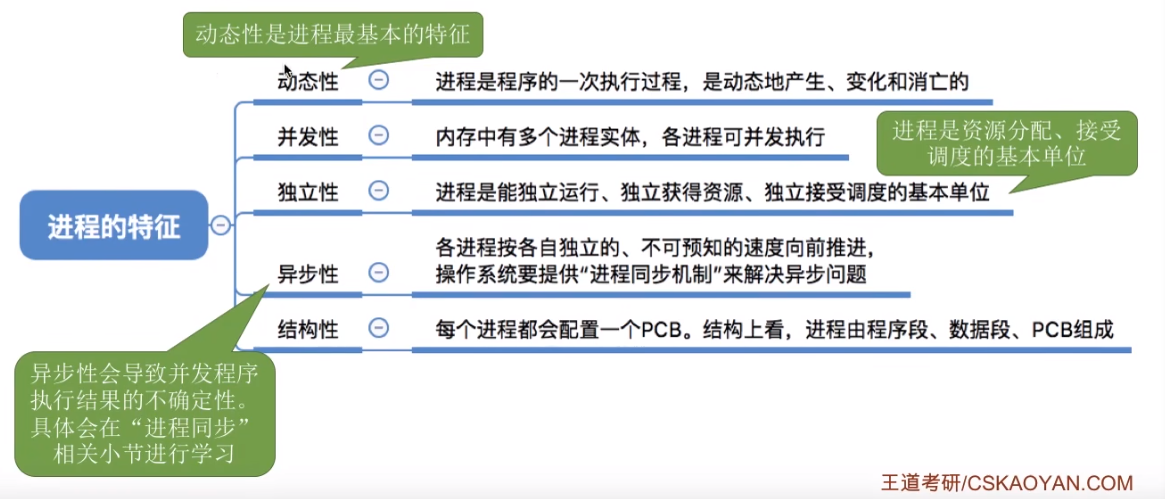 动态性是进程最基本的特征
动态性
进程是程序的一次执行过程，是动态地产生、变化和消亡的
并发性
内存中有多个进程实体，各进程可并发执行
进程是资源分配、接受
调度的基本单位
独立性
进程是能独立运行、独立获得资源、独立接受调度的基本单位
进程的特征
异步性
各进程按各自独立的、不可预知的速度向前推进，
操作系统要提供“进程同步机制”来解决异步问题
结构性
每个进程都会配置一个PCB。结构上看，进程由程序段、数据段、PCB组成
异步性会导致并发程序
执行结果的不确定性。
具体会在“进程同步”
相关小节进行学习
王道考研/CSKAOYAN.COM